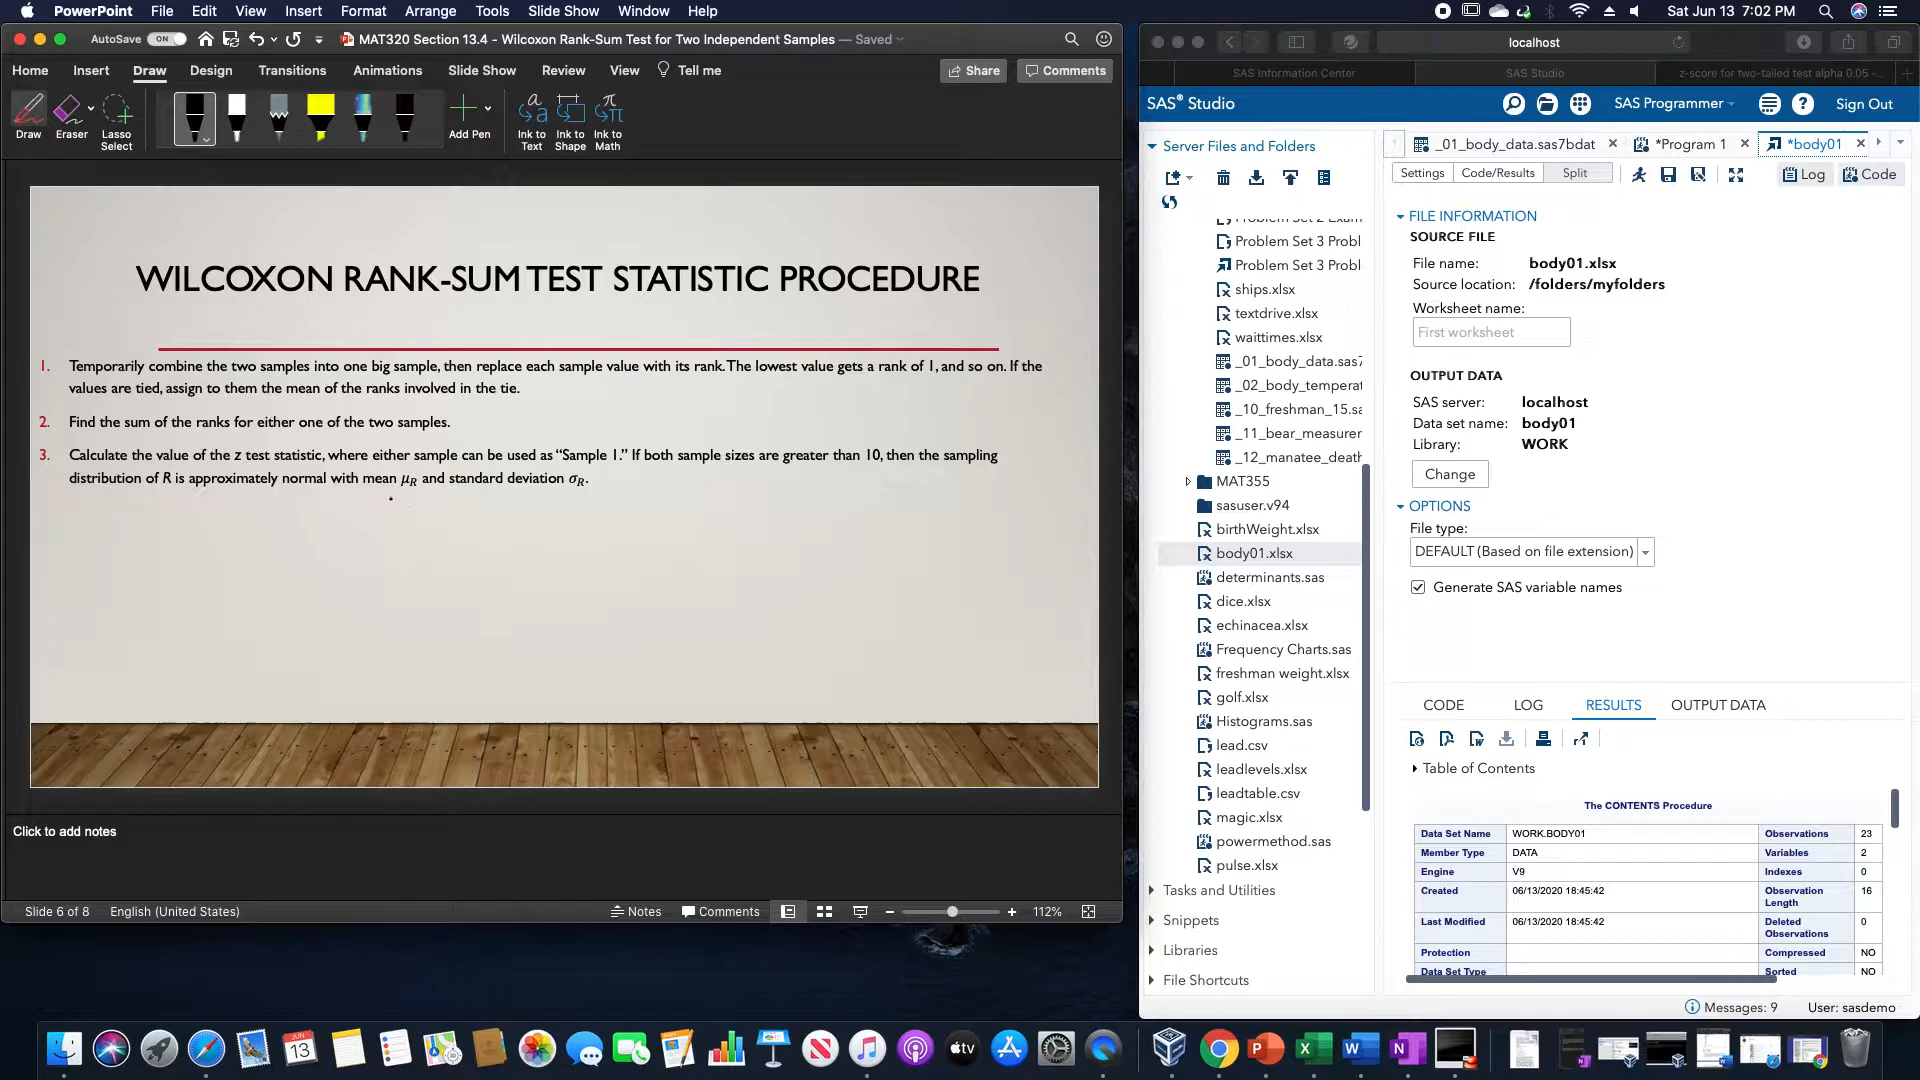 PowerPoint File Edit View Insert Format Arrange Tools Slide Show Window Help
Sat Jun 13 7:02 PM
AutoSave ON
MAT320 Section 13.4 - Wilcoxon Rank-Sum Test for Two Independent Samples — Saved
Home Insert Draw Design Transitions Animations Slide Show Review View Tell me
Share Comments
Draw Eraser Lasso Select Add Pen Ink to Text Ink to Shape Ink to Math
WILCOXON RANK-SUM TEST STATISTIC PROCEDURE
1. Temporarily combine the two samples into one big sample, then replace each sample value with its rank. The lowest value gets a rank of 1, and so on. If the
values are tied, assign to them the mean of the ranks involved in the tie.
2. Find the sum of the ranks for either one of the two samples.
3. Calculate the value of the z test statistic, where either sample can be used as “Sample 1.” If both sample sizes are greater than 10, then the sampling
distribution of R is approximately normal with mean μR and standard deviation σR.
Click to add notes
Slide 6 of 8 English (United States) Notes Comments 112%
localhost
SAS Information Center SAS Studio z-score for two-tailed test alpha 0.05 -...
SAS® Studio SAS Programmer Sign Out
Server Files and Folders
Problem Set 3 Probl
Problem Set 3 Probl
ships.xlsx
textdrive.xlsx
waittimes.xlsx
_01_body_data.sas7
_02_body_temperat
_10_freshman_15.sa
_11_bear_measurer
_12_manatee_death
MAT355
sasuser.v94
birthWeight.xlsx
body01.xlsx
determinants.sas
dice.xlsx
echinacea.xlsx
Frequency Charts.sas
freshman weight.xlsx
golf.xlsx
Histograms.sas
lead.csv
leadlevels.xlsx
leadtable.csv
magic.xlsx
powermethod.sas
pulse.xlsx
Tasks and Utilities
Snippets
Libraries
File Shortcuts
_01_body_data.sas7bdat *Program 1 *body01
Settings Code/Results Split Log Code
FILE INFORMATION
SOURCE FILE
File name: body01.xlsx
Source location: /folders/myfolders
Worksheet name:
First worksheet
OUTPUT DATA
SAS server: localhost
Data set name: body01
Library: WORK
Change
OPTIONS
File type:
DEFAULT (Based on file extension)
Generate SAS variable names
CODE LOG RESULTS OUTPUT DATA
Table of Contents
The CONTENTS Procedure
Data Set Name WORK.BODY01 Observations 23
Member Type DATA Variables 2
Engine V9 Indexes 0
Created 06/13/2020 18:45:42 Observation Length 16
Last Modified 06/13/2020 18:45:42 Deleted Observations 0
Protection Compressed NO
Data Set Type Sorted NO
Messages: 9 User: sasdemo
JUN
13
tv